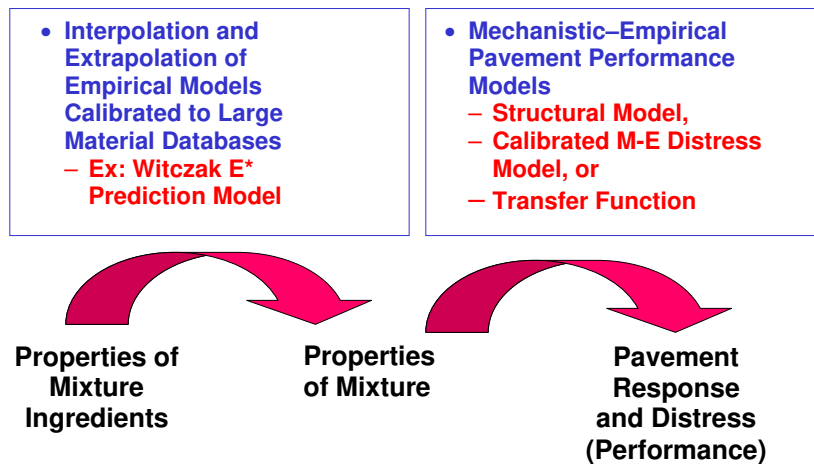 • Interpolation and
Extrapolation of
Empirical Models
Calibrated to Large
Material Databases
– Ex: Witczak E*
Prediction Model
• Mechanistic–Empirical
Pavement Performance
Models
– Structural Model,
– Calibrated M-E Distress
Model, or
– Transfer Function
Properties of
Mixture
Ingredients
Properties
of Mixture
Pavement
Response
and Distress
(Performance)